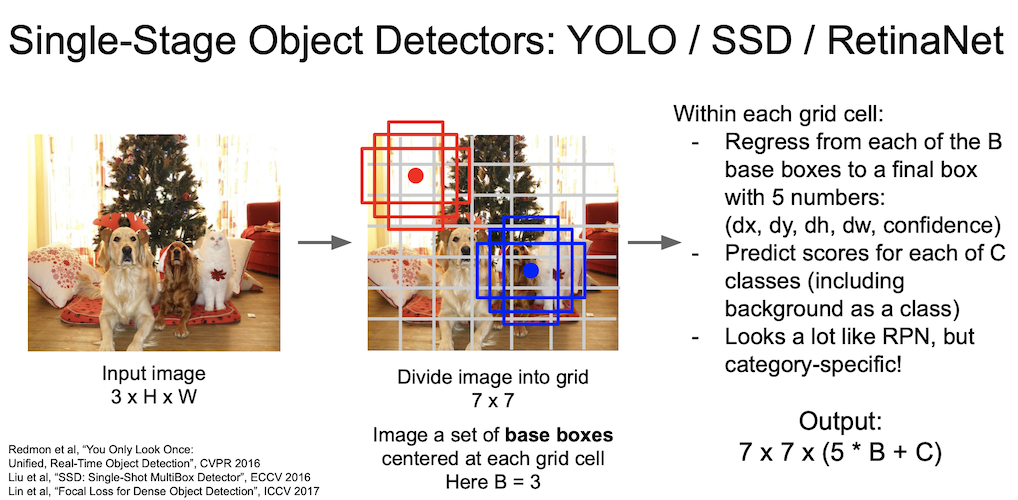 Single-Stage Object Detectors: YOLO / SSD / RetinaNet
Input image
3 x H x W
Divide image into grid
7 x 7
Image a set of base boxes
centered at each grid cell
Here B = 3
Within each grid cell:
- Regress from each of the B
base boxes to a final box
with 5 numbers:
(dx, dy, dh, dw, confidence)
- Predict scores for each of C
classes (including
background as a class)
- Looks a lot like RPN, but
category-specific!
Output:
7 x 7 x (5 * B + C)
Redmon et al, “You Only Look Once:
Unified, Real-Time Object Detection”, CVPR 2016
Liu et al, “SSD: Single-Shot MultiBox Detector”, ECCV 2016
Lin et al, “Focal Loss for Dense Object Detection”, ICCV 2017